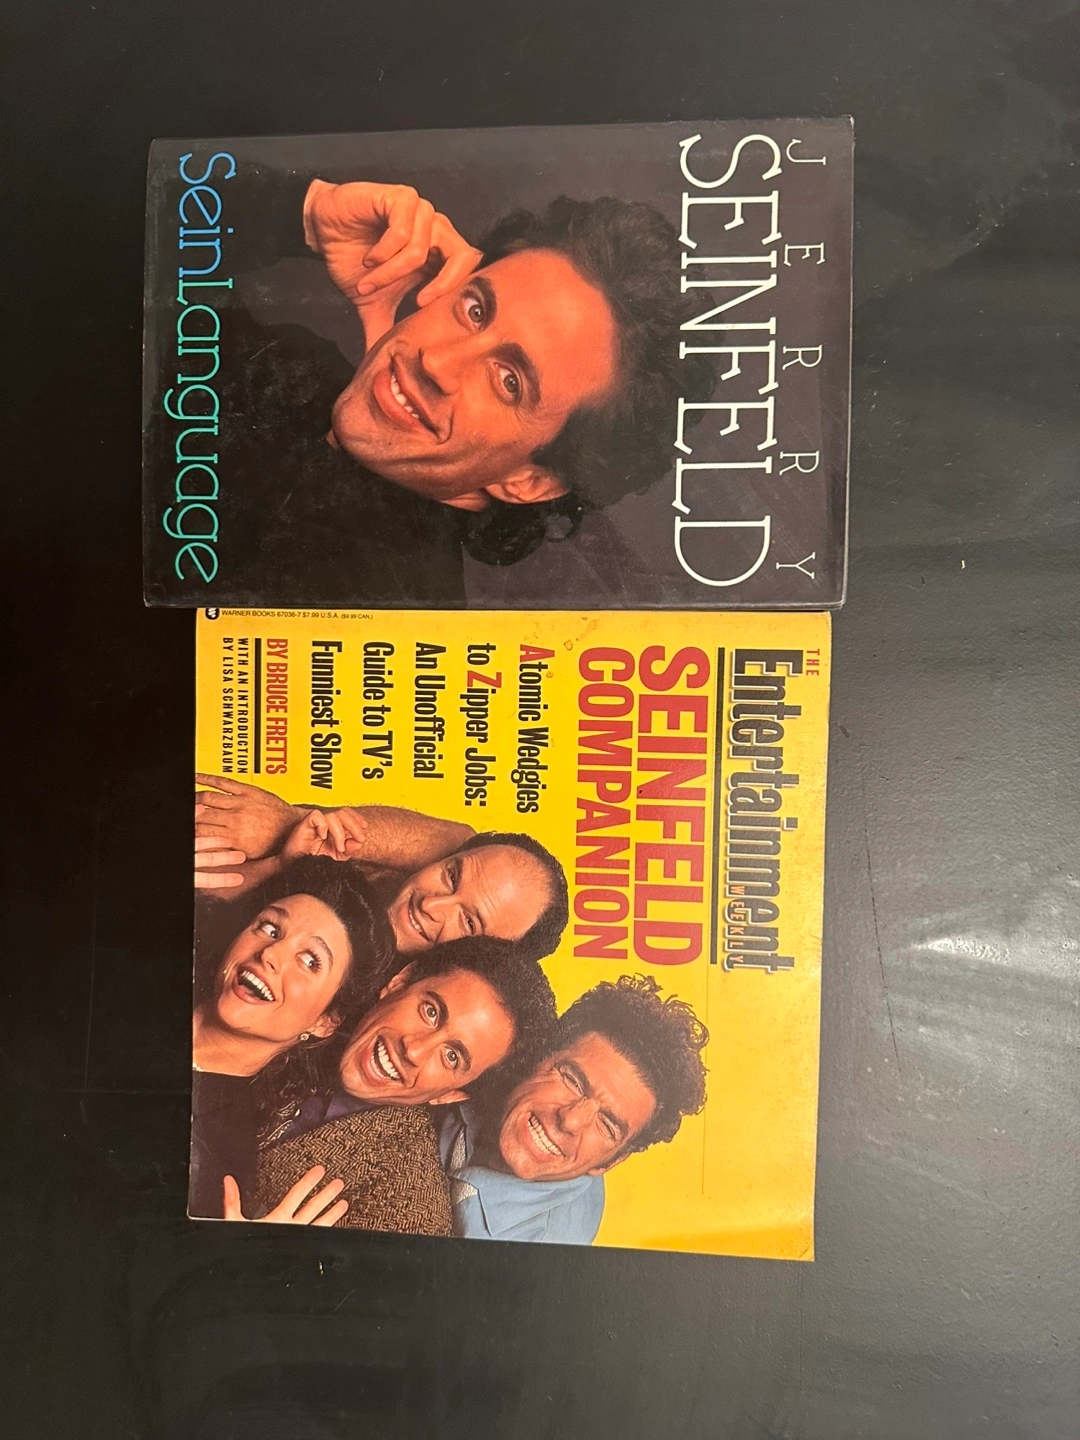 JERRY
SEINFELD
SeinLanguage
W WARNER BOOKS 67036-7 $7.99 U.S.A. ($8.99 CAN.)
THE
Entertainment
WEEKLY
SEINFELD
COMPANION
Atomic Wedgies
to Zipper Jobs:
An Unofficial
Guide to TV's
Funniest Show
BY BRUCE FRETTS
WITH AN INTRODUCTION
BY LISA SCHWARZBAUM